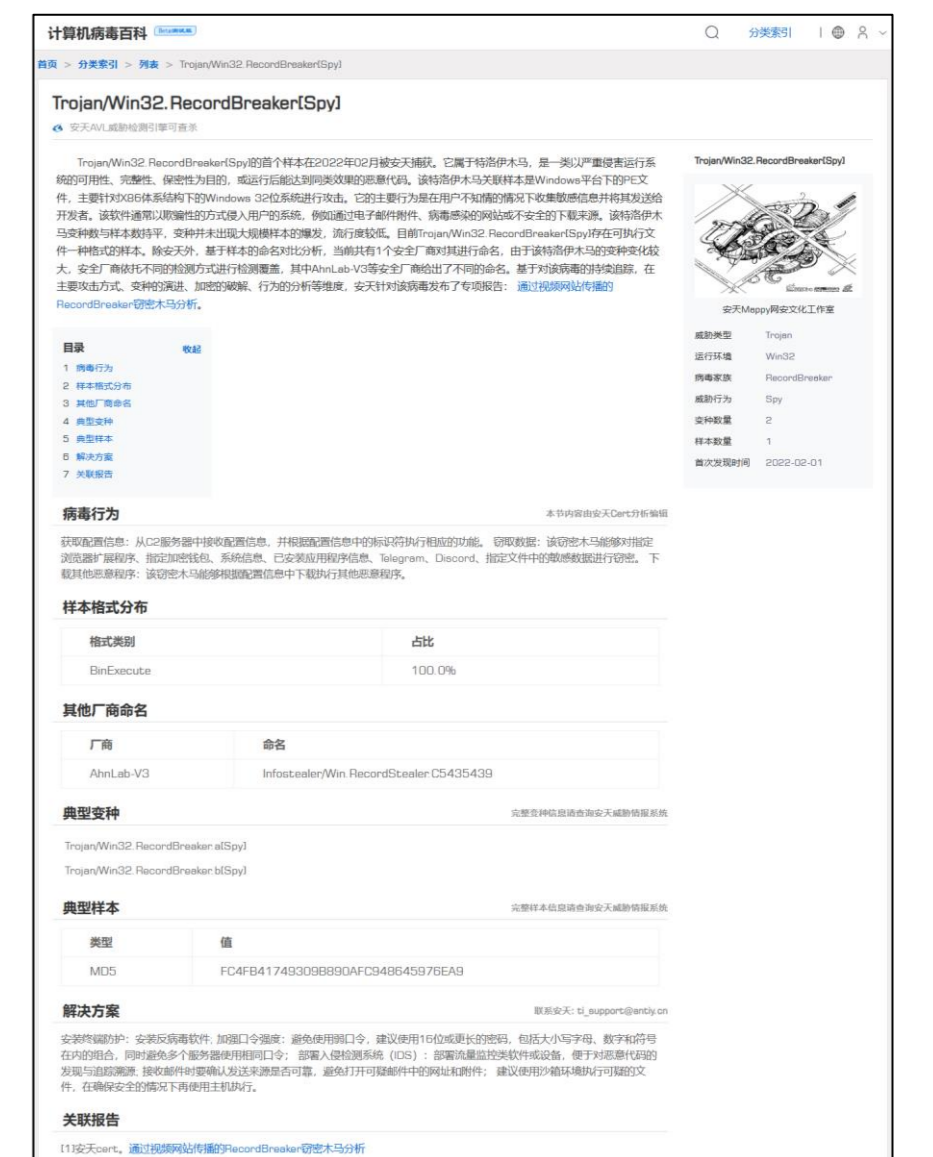 计算机病毒百科
分类索引
首页 > 分类索引 > 列表 > Trojan/Win32.RecordBreaker[Spy]
Trojan/Win32.RecordBreaker[Spy]
安天AVL威胁检测引擎可查杀
Trojan/Win32.RecordBreaker[Spy]的首个样本在2022年02月被安天捕获。它属于特洛伊木马，是一类以严重侵害运行系
统的可用性、完整性、保密性为目的，或运行后能达到同类效果的恶意代码。该特洛伊木马关联样本是Windows平台下的PE文
件，主要针对X86体系结构下的Windows 32位系统进行攻击。它的主要行为是在用户不知情的情况下收集敏感信息并将其发送给
开发者。该软件通常以欺骗性的方式侵入用户的系统，例如通过电子邮件附件、病毒感染的网站或不安全的下载来源。该特洛伊木
马变种数与样本数持平，变种并未出现大规模样本的爆发，流行度较低。目前Trojan/Win32.RecordBreaker[Spy]存在可执行文
件一种格式的样本。除安天外，基于样本的命名对比分析，当前共有1个安全厂商对其进行命名，由于该特洛伊木马的变种变化较
大，安全厂商依托不同的检测方式进行检测覆盖，其中AhnLab-V3等安全厂商给出了不同的命名。基于对该病毒的持续追踪，在
主要攻击方式、变种的演进、加密的破解、行为的分析等维度，安天针对该病毒发布了专项报告： 通过视频网站传播的
RecordBreaker窃密木马分析。
Trojan/Win32.RecordBreaker[Spy]
安天Meppy网安文化工作室
威胁类型 Trojan
运行环境 Win32
病毒家族 RecordBreaker
威胁行为 Spy
变种数量 2
样本数量 1
首次发现时间 2022-02-01
目录 收起
1 病毒行为
2 样本格式分布
3 其他厂商命名
4 典型变种
5 典型样本
6 解决方案
7 关联报告
病毒行为 本节内容由安天Cert分析编辑
获取配置信息：从C2服务器中接收配置信息，并根据配置信息中的标识符执行相应的功能。 窃取数据：该窃密木马能够对指定
浏览器扩展程序、指定加密钱包、系统信息、已安装应用程序信息、Telegram、Discord、指定文件中的敏感数据进行窃密。 下
载其他恶意程序：该窃密木马能够根据配置信息中下载执行其他恶意程序。
样本格式分布
格式类别 占比
BinExecute 100.0%
其他厂商命名
厂商 命名
AhnLab-V3 Infostealer/Win.RecordStealer.C5435439
典型变种 完整变种信息请查询安天威胁情报系统
Trojan/Win32.RecordBreaker.a[Spy]
Trojan/Win32.RecordBreaker.b[Spy]
典型样本 完整样本信息请查询安天威胁情报系统
类型 值
MD5 FC4FB41749309B890AFC948645976EA9
解决方案 联系安天: ti_support@antiy.cn
安装终端防护：安装反病毒软件; 加强口令强度：避免使用弱口令，建议使用16位或更长的密码，包括大小写字母、数字和符号
在内的组合，同时避免多个服务器使用相同口令； 部署入侵检测系统（IDS）：部署流量监控类软件或设备，便于对恶意代码的
发现与追踪溯源; 接收邮件时要确认发送来源是否可靠，避免打开可疑邮件中的网址和附件； 建议使用沙箱环境执行可疑的文
件，在确保安全的情况下再使用主机执行。
关联报告
[1]安天cert。通过视频网站传播的RecordBreaker窃密木马分析